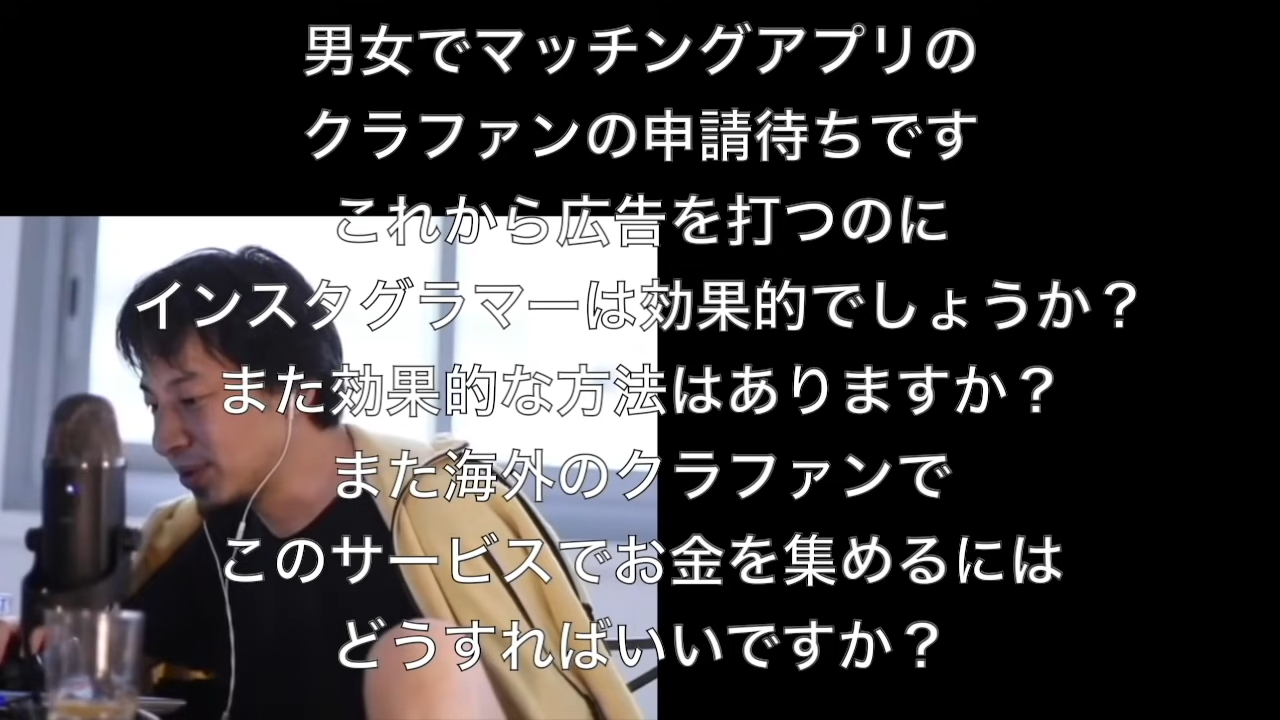 男女でマッチングアプリの
クラファンの申請待ちです
これから広告を打つのに
インスタグラマーは効果的でしょうか？
また効果的な方法はありますか？
また海外のクラファンで
このサービスでお金を集めるには
どうすればいいですか？